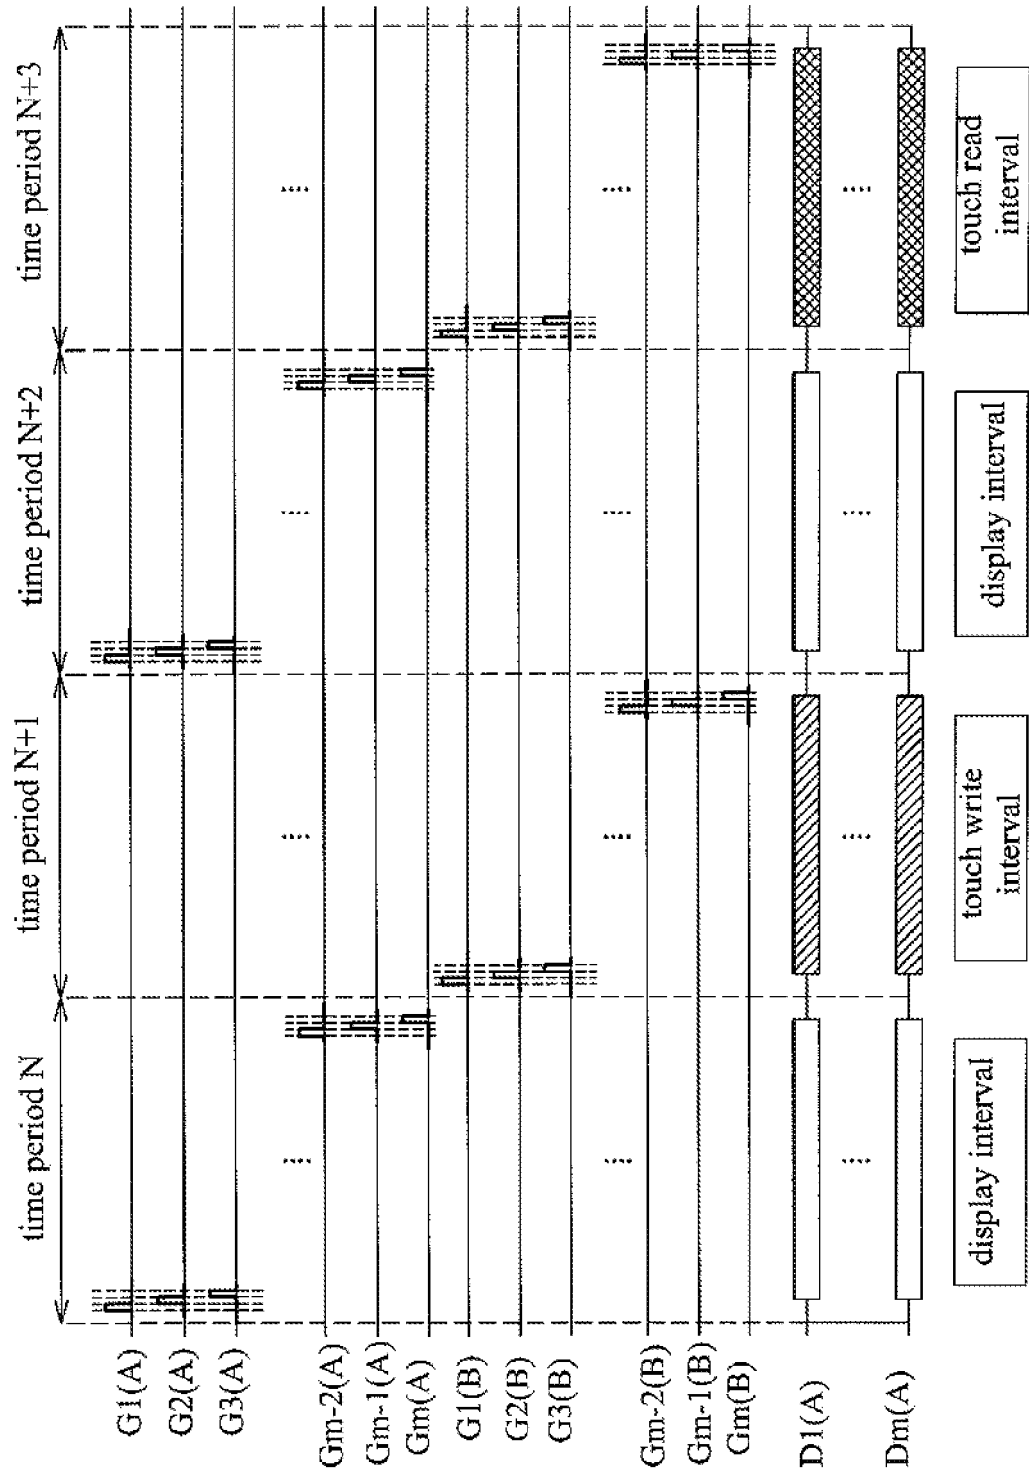 time period N
time period N+1
time period N+2
time period N+3
G1(A)
G2(A)
G3(A)
Gm-2(A)
Gm-1(A)
Gm(A)
G1(B)
G2(B)
G3(B)
Gm-2(B)
Gm-1(B)
Gm(B)
D1(A)
Dm(A)
display interval
touch write
interval
display interval
touch read
interval